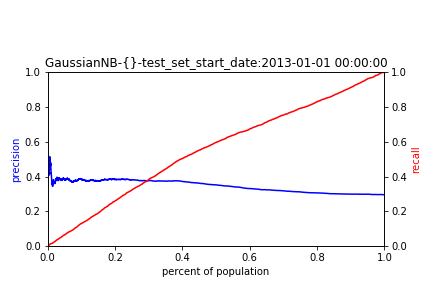 GaussianNB-{}-test_set_start_date:2013-01-01 00:00:00
1.0
0.8
0.6
0.4
0.2
0.0
precision
1.0
0.8
0.6
0.4
0.2
0.0
recall
0.0 0.2 0.4 0.6 0.8 1.0
percent of population